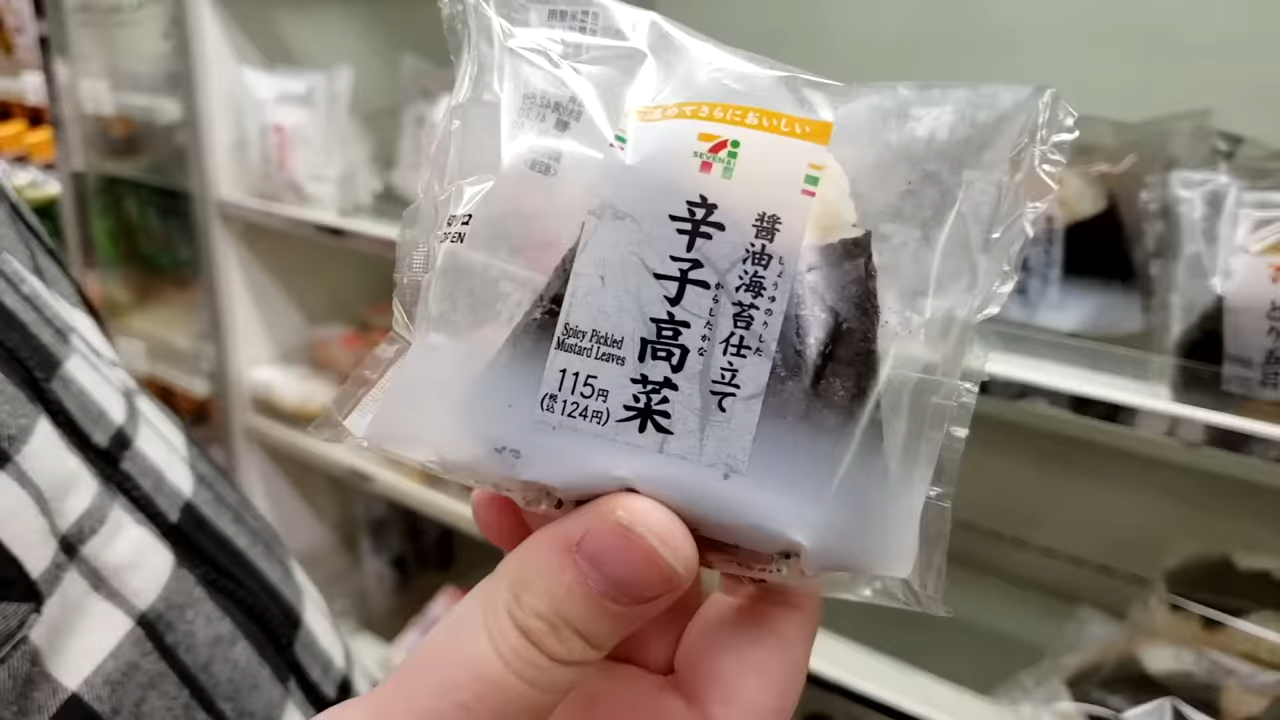 めてさらにおいしい
SEVEN&i
醤油海苔仕立て
しょうゆのりした
辛子高菜
からしたかな
Spicy Pickled
Mustard Leaves
115円
(税込124円)
OPEN